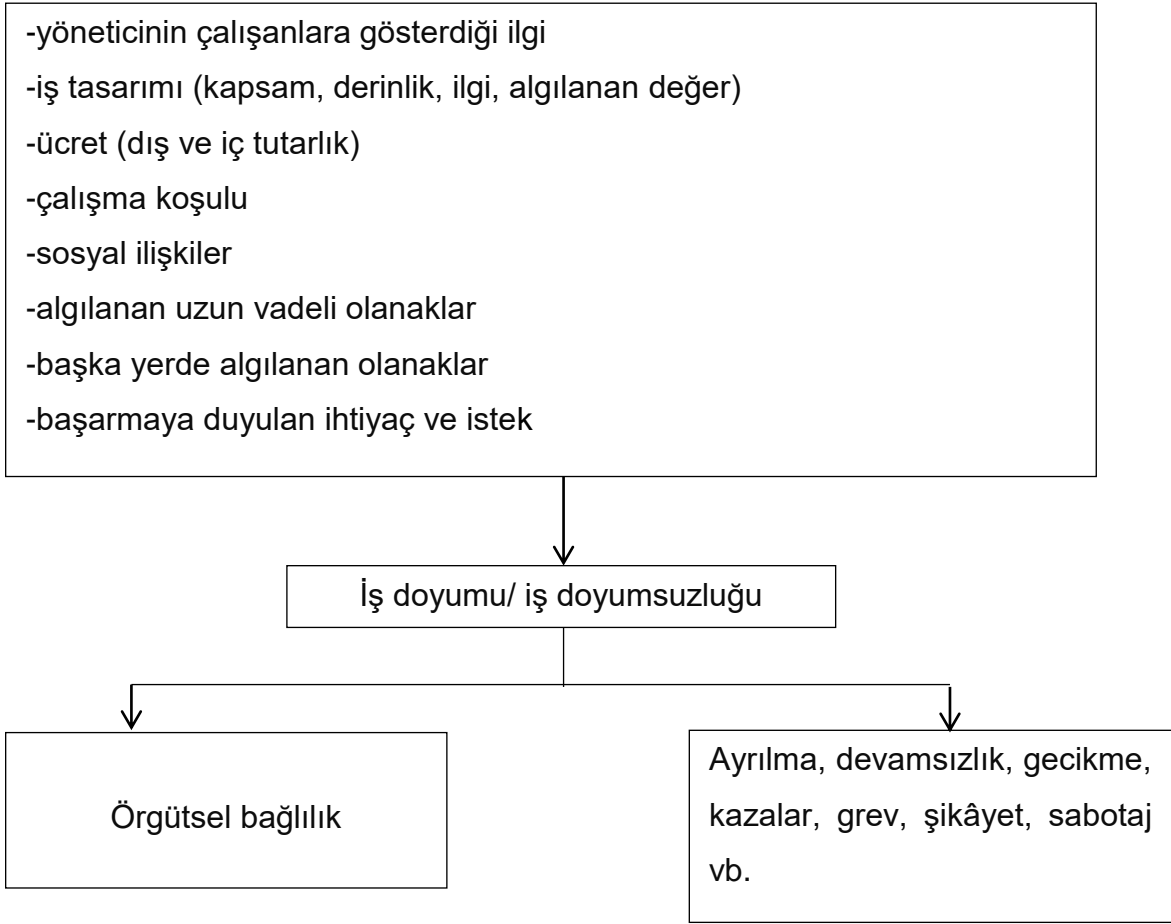 -yöneticinin çalışanlara gösterdiği ilgi
-iş tasarımı (kapsam, derinlik, ilgi, algılanan değer)
-ücret (dış ve iç tutarlık)
-çalışma koşulu
-sosyal ilişkiler
-algılanan uzun vadeli olanaklar
-başka yerde algılanan olanaklar
-başarmaya duyulan ihtiyaç ve istek
İş doyumu/ iş doyumsuzluğu
Örgütsel bağlılık
Ayrılma, devamsızlık, gecikme,
kazalar, grev, şikâyet, sabotaj
vb.